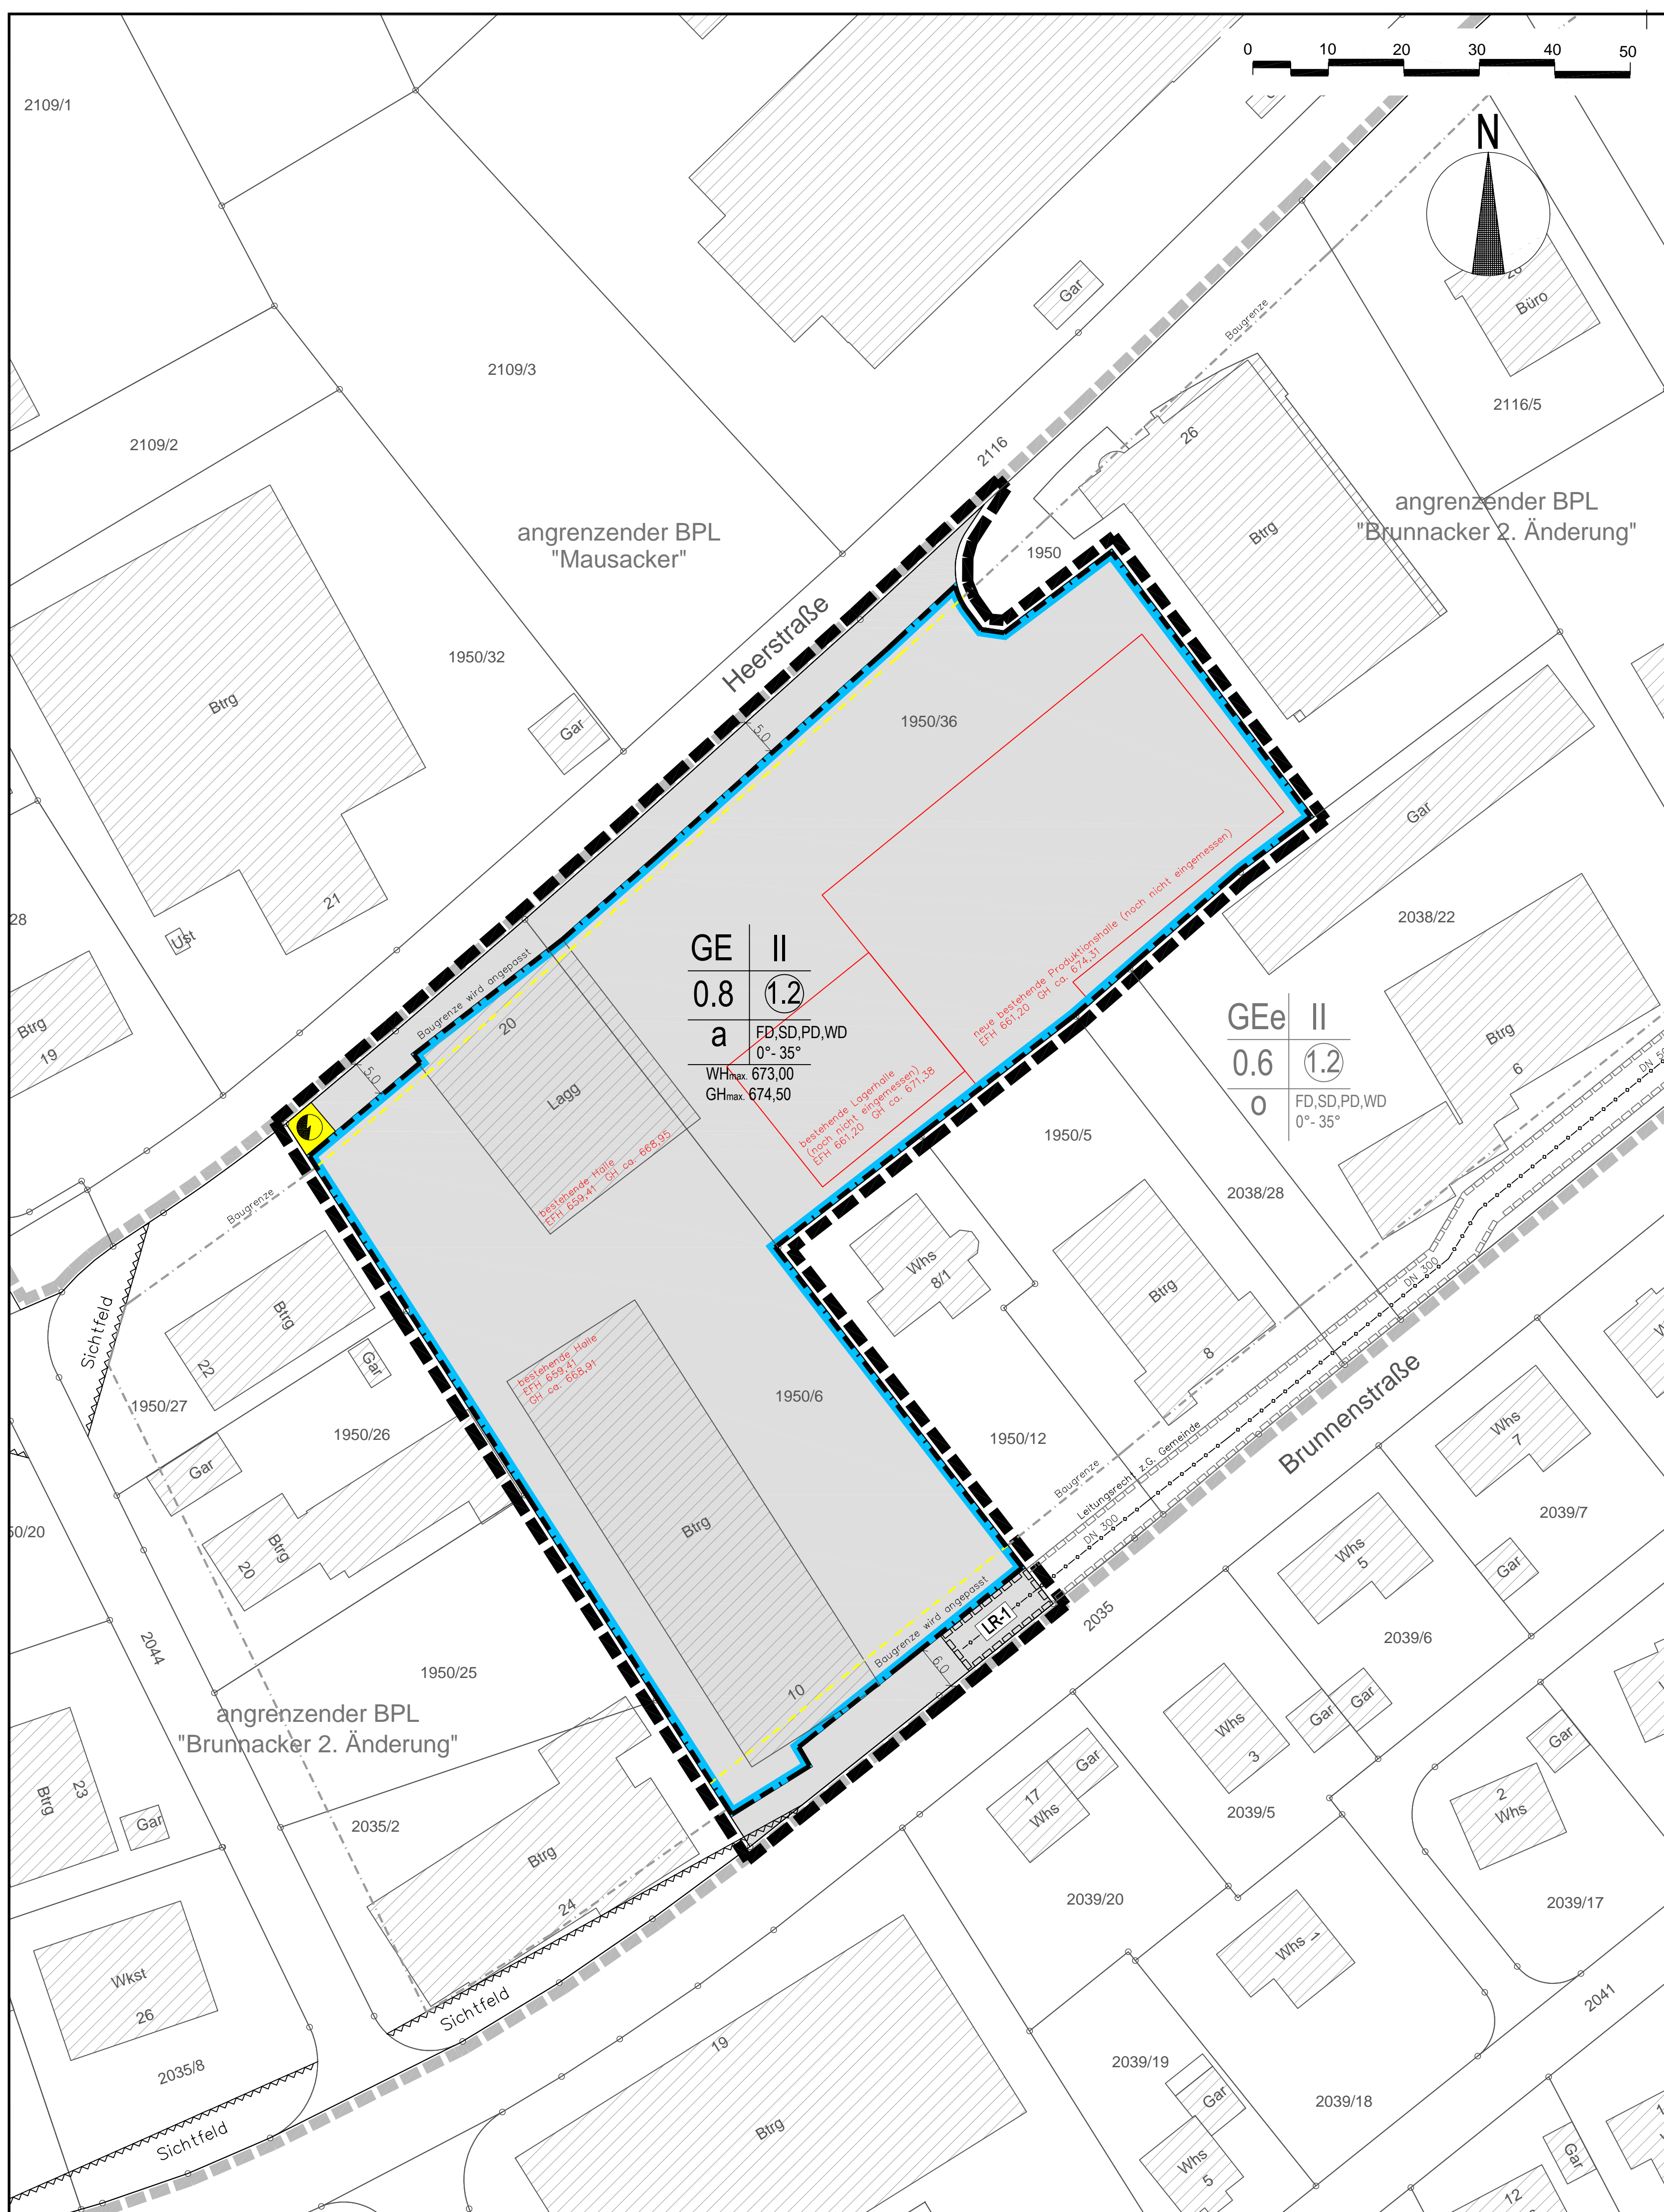 0 10 20 30 40 50
N
2109/1
Gar
Büro
Baugrenze
2109/3
2116/5
2109/2
2116
26
angrenzender BPL
"Brunnacker 2. Änderung"
angrenzender BPL
"Mausacker"
Btrg
1950
Heerstraße
1950/32
Btrg
Gar
5.0
1950/36
Gar
21
28
Ust
2038/22
neue bestehende Produktionshalle (noch nicht eingemessen)
EFH 661,20 GH ca. 674,31
GE II
0.8 1.2
a FD,SD,PD,WD
0°- 35°
WHmax. 673,00
GHmax. 674,50
Baugrenze wird angepasst
20
Lagg
Btrg
19
5.0
GEe II
0.6 1.2
o FD,SD,PD,WD
0°- 35°
Btrg
6
DN 50
bestehende Lagerhalle
(noch nicht eingemessen)
EFH 661,20 GH ca. 671,38
1950/5
bestehende Halle
EFH 659,41 GH ca. 668,95
2038/28
Baugrenze
Whs
8/1
Btrg
8
DN 300
Sichtfeld
Btrg
22
Gar
bestehende Halle
EFH 659,41
GH ca. 668,91
1950/6
1950/27
1950/26
1950/12
Brunnenstraße
Whs
7
Gar
Baugrenze
Leitungsrecht z.G. Gemeinde
DN 300
2039/7
50/20
Btrg
20
Btrg
Whs
5
Gar
Baugrenze wird angepasst
LR-1
2035
6.0
2044
1950/25
2039/6
10
angrenzender BPL
"Brunnacker 2. Änderung"
Gar
Gar
Whs
3
Gar
Gar
17
Whs
2
Whs
Btrg
23
Gar
2035/2
2039/5
Btrg
24
2039/20
2039/17
Whs 1
Wkst
26
Sichtfeld
2041
2035/8
19
2039/19
Gar
2039/18
Sichtfeld
Btrg
Whs
5
Gar
12